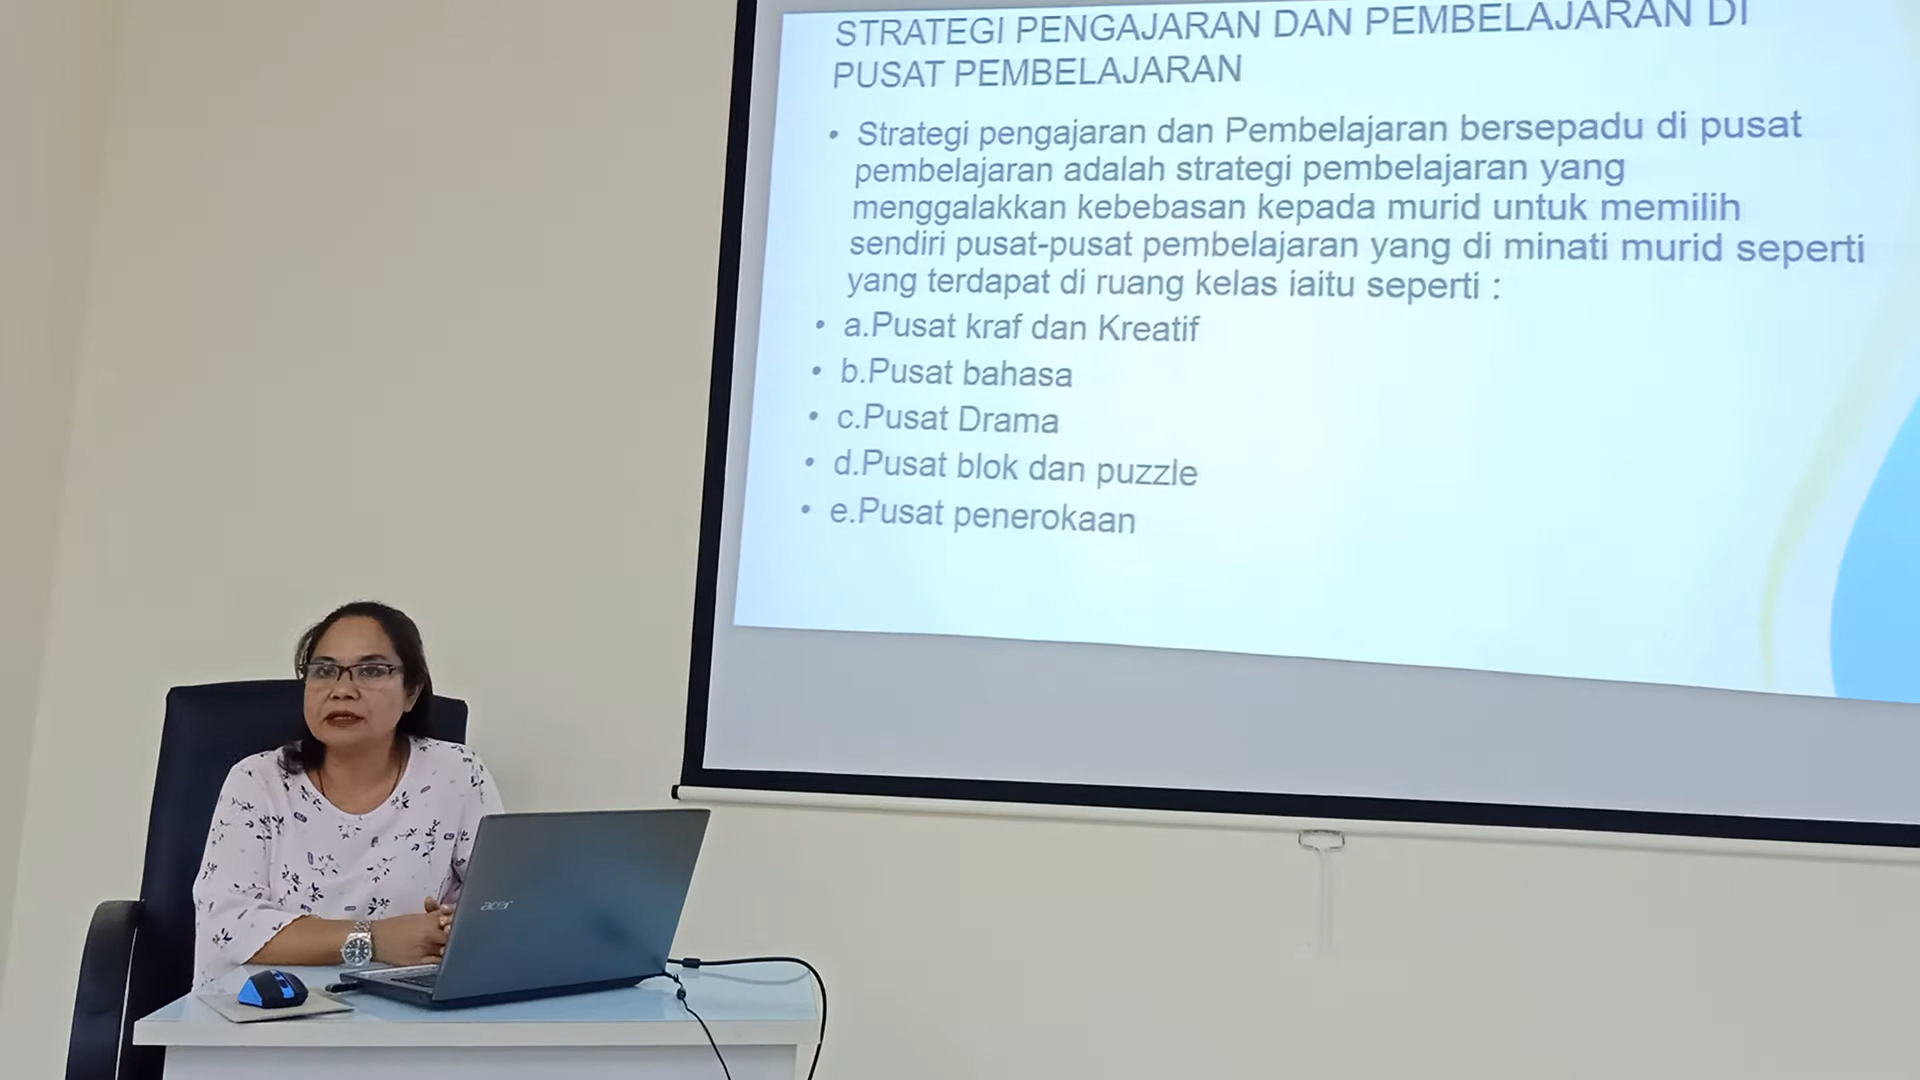 STRATEGI PENGAJARAN DAN PEMBELAJARAN DI
PUSAT PEMBELAJARAN
• Strategi pengajaran dan Pembelajaran bersepadu di pusat
pembelajaran adalah strategi pembelajaran yang
menggalakkan kebebasan kepada murid untuk memilih
sendiri pusat-pusat pembelajaran yang di minati murid seperti
yang terdapat di ruang kelas iaitu seperti :
• a.Pusat kraf dan Kreatif
• b.Pusat bahasa
• c.Pusat Drama
• d.Pusat blok dan puzzle
• e.Pusat penerokaan
acer